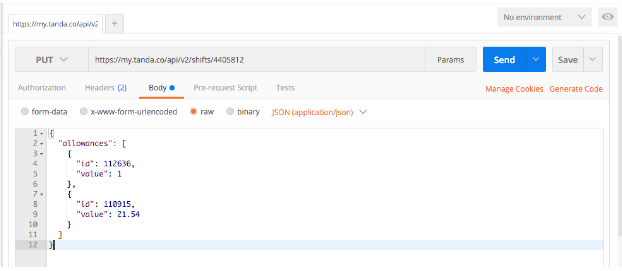 https://my.tanda.co/api/v2 +
No environment
PUT https://my.tanda.co/api/v2/shifts/4405812 Params Send Save
Authorization Headers (2) Body Pre-request Script Tests Manage Cookies Generate Code
form-data x-www-form-urlencoded raw binary JSON (application/json)
1 {
2 "allowances": [
3 {
4 "id": 112636,
5 "value": 1
6 },
7 {
8 "id": 110915,
9 "value": 21.54
10 }
11 ]
12 }